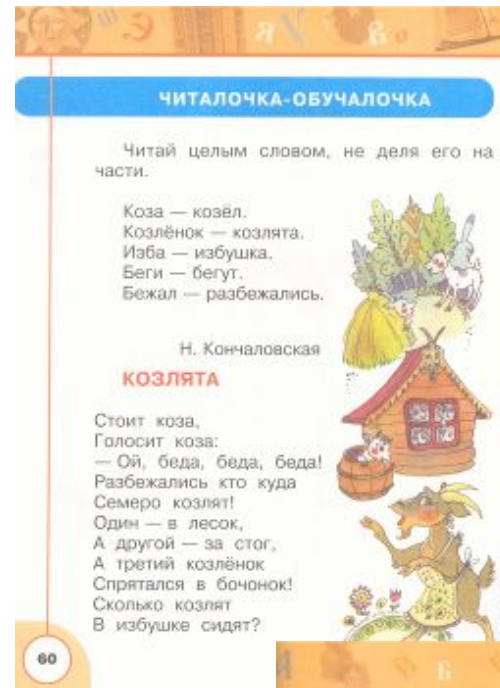 ЧИТАЛОЧКА-ОБУЧАЛОЧКА
Читай целым словом, не деля его на
части.
Коза — козёл.
Козлёнок — козлята.
Изба — избушка.
Беги — бегут.
Бежал — разбежались.
Н. Кончаловская
КОЗЛЯТА
Стоит коза,
Голосит коза:
— Ой, беда, беда, беда!
Разбежались кто куда
Семеро козлят!
Один — в лесок,
А другой — за стог,
А третий козлёнок
Спрятался в бочонок!
Сколько козлят
В избушке сидят?
60